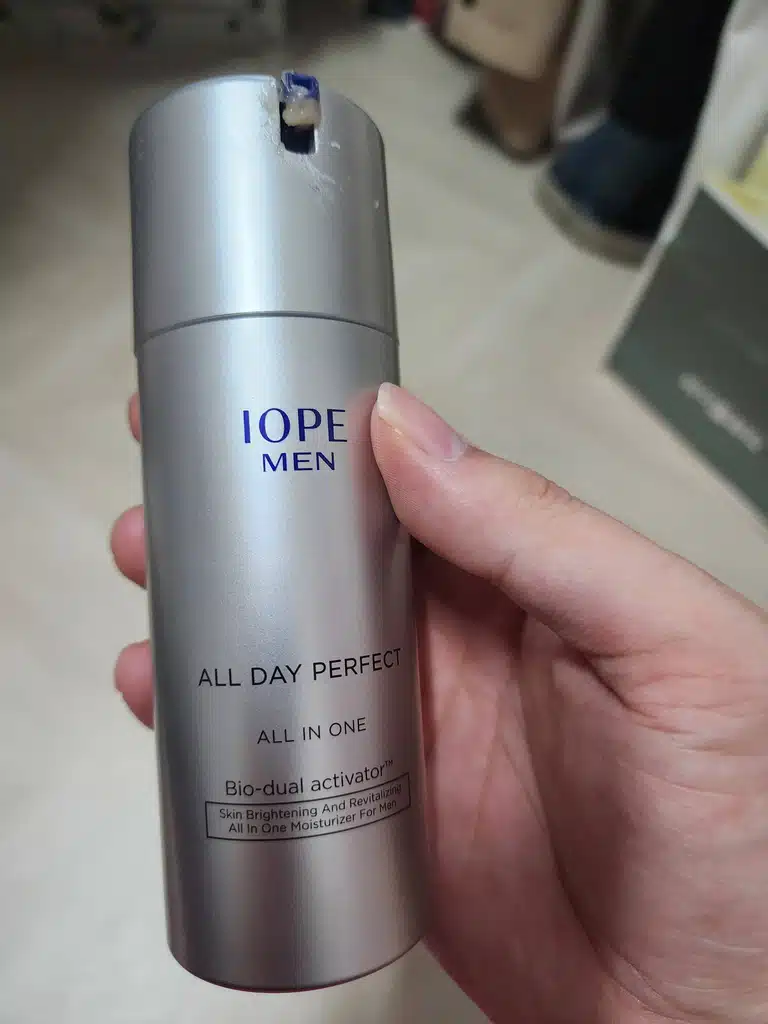 IOPE
MEN
ALL DAY PERFECT
ALL IN ONE
Bio-dual activator™
Skin Brightening And Revitalizing
All In One Moisturizer For Men